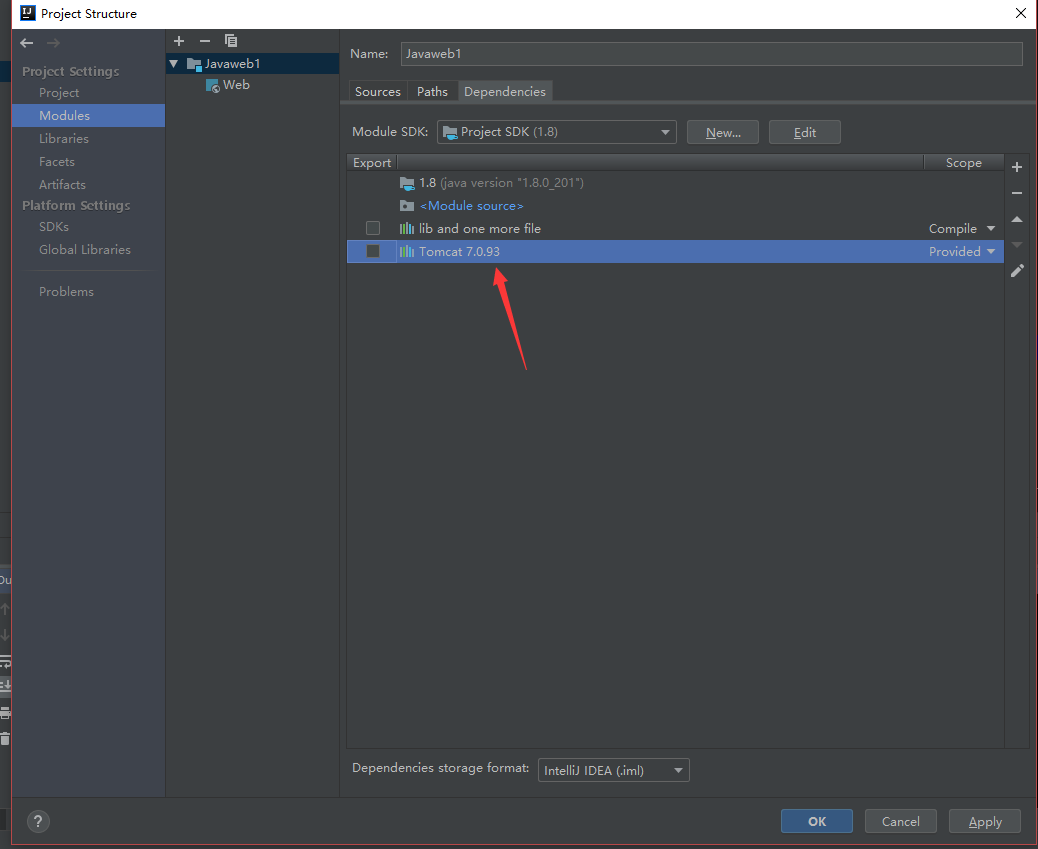 Project Structure
Project Settings
Project
Modules
Libraries
Facets
Artifacts
Platform Settings
SDKs
Global Libraries
Problems
Javaweb1
Web
Name: Javaweb1
Sources Paths Dependencies
Module SDK: Project SDK (1.8) New... Edit
Export Scope
1.8 (java version "1.8.0_201")
<Module source>
lib and one more file Compile
Tomcat 7.0.93 Provided
Dependencies storage format: IntelliJ IDEA (.iml)
? OK Cancel Apply